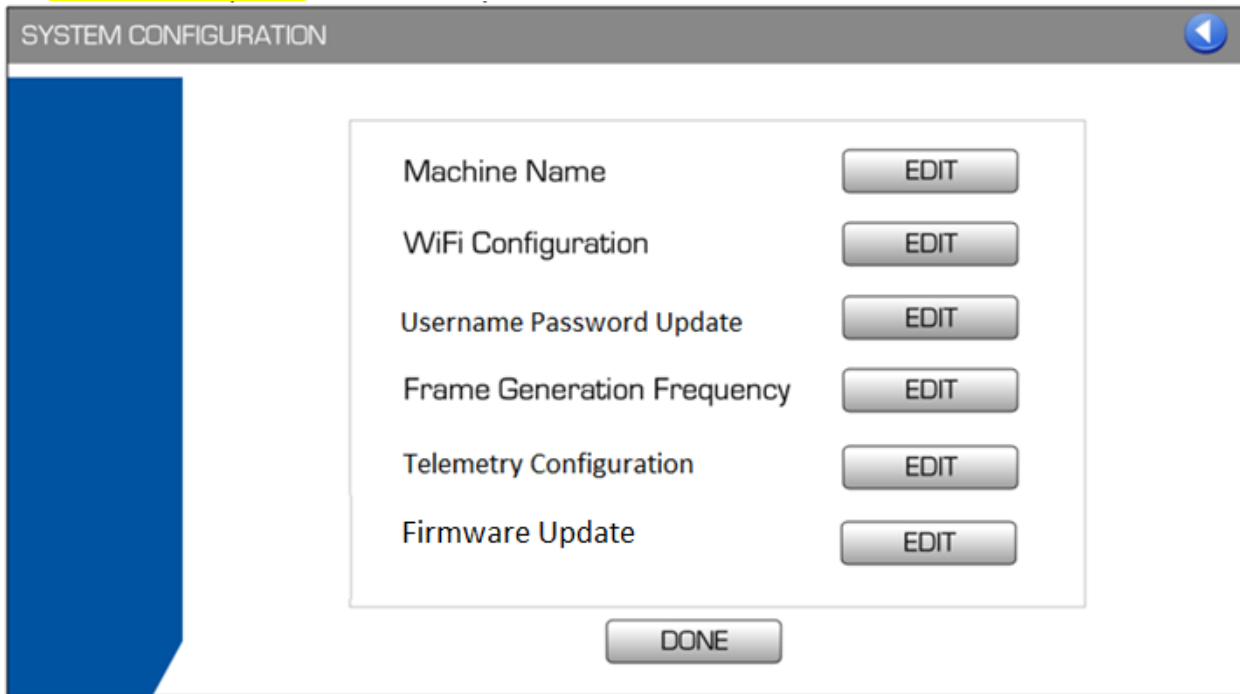 SYSTEM CONFIGURATION
Machine Name EDIT
WiFi Configuration EDIT
Username Password Update EDIT
Frame Generation Frequency EDIT
Telemetry Configuration EDIT
Firmware Update EDIT
DONE